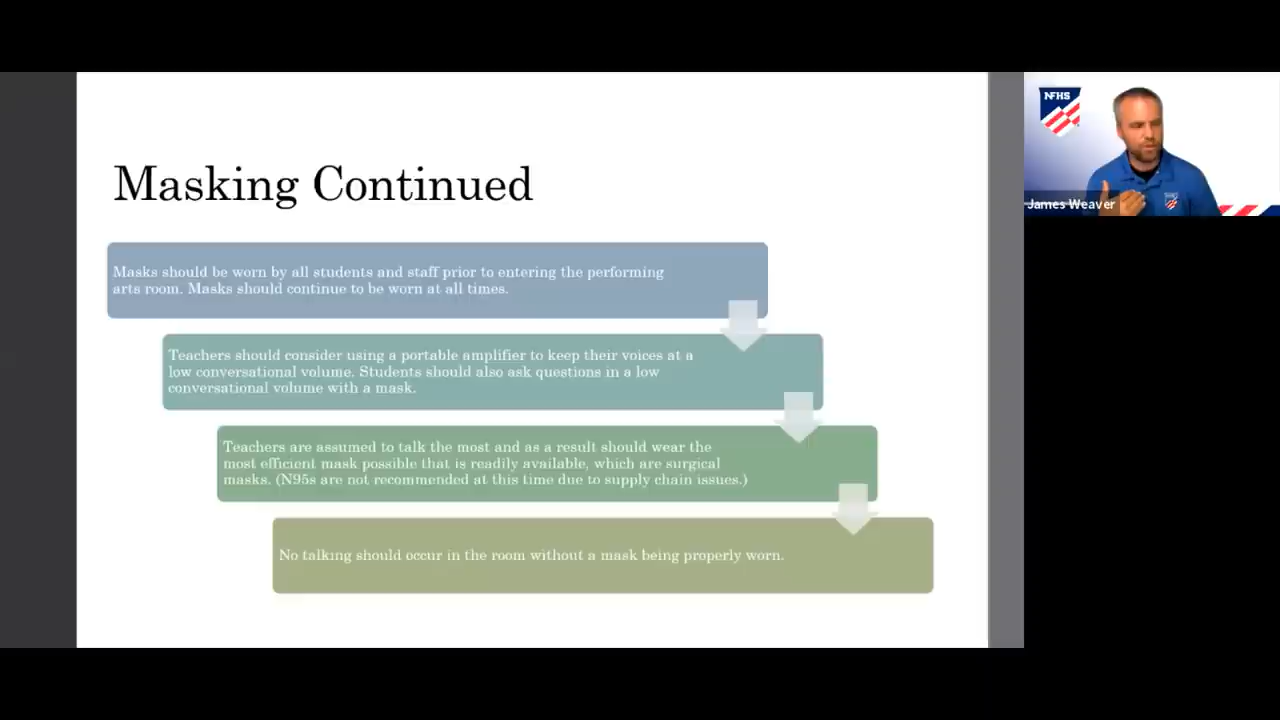 Masking Continued
Masks should be worn by all students and staff prior to entering the performing
arts room. Masks should continue to be worn at all times.
Teachers should consider using a portable amplifier to keep their voices at a
low conversational volume. Students should also ask questions in a low
conversational volume with a mask.
Teachers are assumed to talk the most and as a result should wear the
most efficient mask possible that is readily available, which are surgical
masks. (N95s are not recommended at this time due to supply chain issues.)
No talking should occur in the room without a mask being properly worn.
NFHS
James Weaver